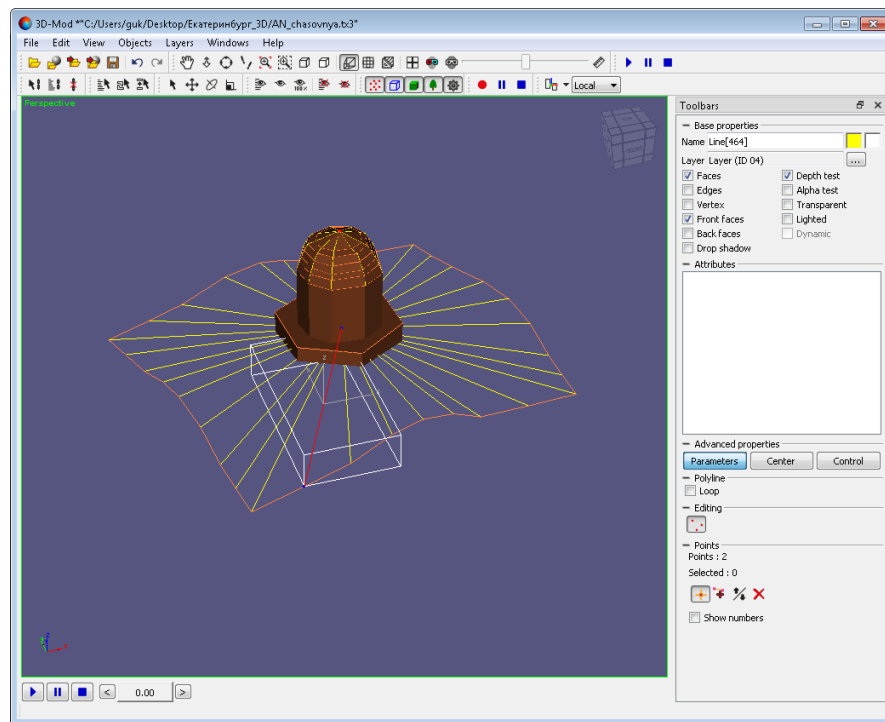 3D-Mod *"C:/Users/guk/Desktop/Екатеринбург_3D/AN_chasovnya.tx3"
File Edit View Objects Layers Windows Help
100%
Local
Perspective
Toolbars
Base properties
Name Line[464]
Layer Layer (ID 04) ...
Faces Depth test
Edges Alpha test
Vertex Transparent
Front faces Lighted
Back faces Dynamic
Drop shadow
Attributes
Advanced properties
Parameters Center Control
Polyline
Loop
Editing
Points
Points : 2
Selected : 0
Show numbers
z
< 0.00 >